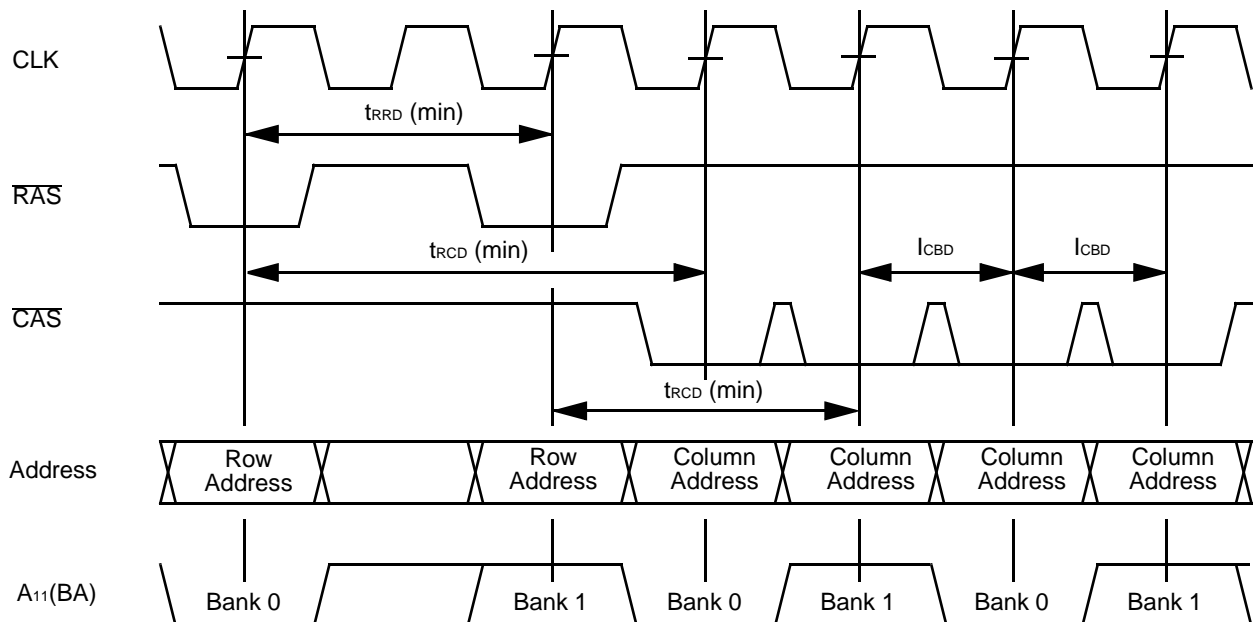 CLK
tRRD (min)
RAS
tRCD (min)
ICBD
ICBD
CAS
tRCD (min)
Address
Row
Address
Row
Address
Column
Address
Column
Address
Column
Address
Column
Address
A11(BA)
Bank 0
Bank 1
Bank 0
Bank 1
Bank 0
Bank 1